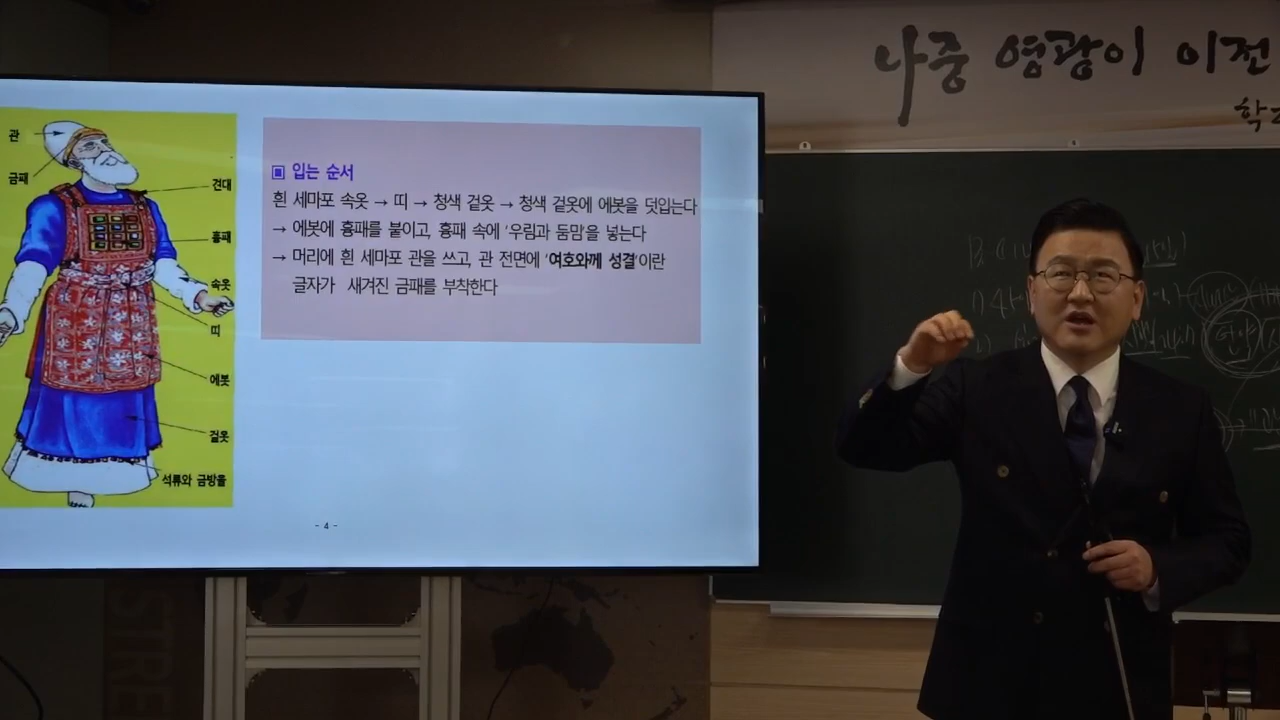 나중 영광이 이전
관
금패
견대
흉패
속옷
띠
에봇
겉옷
석류와 금방울
▣ 입는 순서
흰 세마포 속옷 → 띠 → 청색 겉옷 → 청색 겉옷에 에봇을 덧입는다
→ 에봇에 흉패를 붙이고, 흉패 속에 '우림과 둠밈'을 넣는다
→ 머리에 흰 세마포 관을 쓰고, 관 전면에 '여호와께 성결'이란
글자가 새겨진 금패를 부착한다
- 4 -
STRE